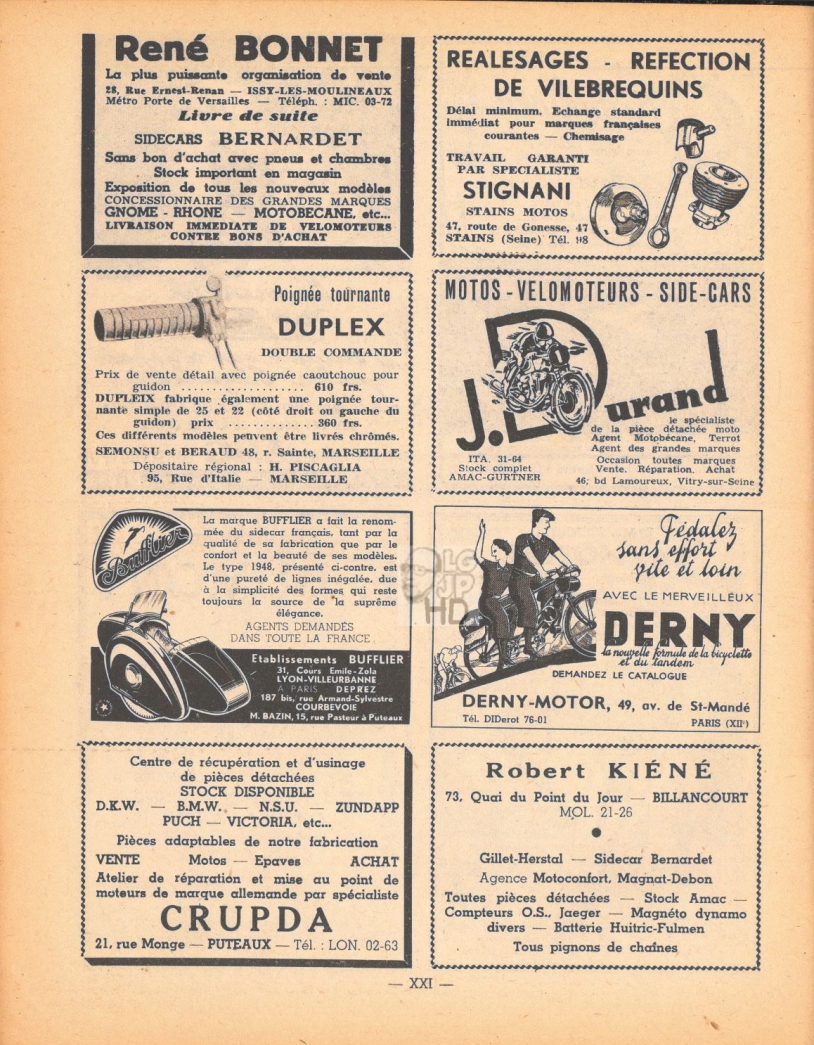 René BONNET
La plus puissante organisation de vente
28, Rue Ernest-Renan — ISSY-LES-MOULINEAUX
Métro Porte de Versailles — Téléph. : MIC. 03-72
Livre de suite
SIDECARS BERNARDET
Sans bon d'achat avec pneus et chambres
Stock important en magasin
Exposition de tous les nouveaux modèles
CONCESSIONNAIRE DES GRANDES MARQUES
GNOME - RHONE — MOTOBECANE, etc...
LIVRAISON IMMEDIATE DE VELOMOTEURS
CONTRE BONS D'ACHAT
REALESAGES - REFECTION
DE VILEBREQUINS
Délai minimum. Echange standard
immédiat pour marques françaises
courantes — Chemisage
TRAVAIL GARANTI
PAR SPECIALISTE
STIGNANI
STAINS MOTOS
47, route de Gonesse, 47
STAINS (Seine) Tél. 98
Poignée tournante
DUPLEX
DOUBLE COMMANDE
Prix de vente détail avec poignée caoutchouc pour
guidon .................... 610 frs.
DUPLEIX fabrique également une poignée tour-
nante simple de 25 et 22 (côté droit ou gauche du
guidon) prix .............. 360 frs.
Ces différents modèles peuvent être livrés chromés.
SEMONSU et BERAUD 48, r. Sainte, MARSEILLE
Dépositaire régional : H. PISCAGLIA
95, Rue d'Italie — MARSEILLE
MOTOS - VELOMOTEURS - SIDE-CARS
J. Durand
le spécialiste
de la pièce détachée moto
Agent Motobécane, Terrot
Agent des grandes marques
Occasion toutes marques
Vente. Réparation. Achat
46, bd Lamoureux, Vitry-sur-Seine
ITA. 31-64
Stock complet
AMAC-GURTNER
Bufflier
La marque BUFFLIER a fait la renom-
mée du sidecar français, tant par la
qualité de sa fabrication que par le
confort et la beauté de ses modèles.
Le type 1948, présenté ci-contre, est
d'une pureté de lignes inégalée, due
à la simplicité des formes qui reste
toujours la source de la suprême
élégance.
AGENTS DEMANDÉS
DANS TOUTE LA FRANCE
Etablissements BUFFLIER
31, Cours Emile-Zola
LYON-VILLEURBANNE
A PARIS DEPREZ
187 bis, rue Armand-Sylvestre
COURBEVOIE
M. BAZIN, 15, rue Pasteur à Puteaux
LGJP
HD
Pédalez
sans effort
vite et loin
AVEC LE MERVEILLEUX
DERNY
la nouvelle formule de la bicyclette
et du tandem
DEMANDEZ LE CATALOGUE
DERNY-MOTOR, 49, av. de St-Mandé
Tél. DIDerot 76-01 PARIS (XIIe)
Centre de récupération et d'usinage
de pièces détachées
STOCK DISPONIBLE
D.K.W. — B.M.W. — N.S.U. — ZUNDAPP
PUCH — VICTORIA, etc...
Pièces adaptables de notre fabrication
VENTE Motos — Epaves ACHAT
Atelier de réparation et mise au point de
moteurs de marque allemande par spécialiste
CRUPDA
21, rue Monge — PUTEAUX — Tél. : LON. 02-63
Robert KIÉNÉ
73, Quai du Point du Jour — BILLANCOURT
MOL. 21-26
Gillet-Herstal — Sidecar Bernardet
Agence Motoconfort, Magnat-Debon
Toutes pièces détachées — Stock Amac —
Compteurs O.S., Jaeger — Magnéto dynamo
divers — Batterie Huitric-Fulmen
Tous pignons de chaînes
— XXI —